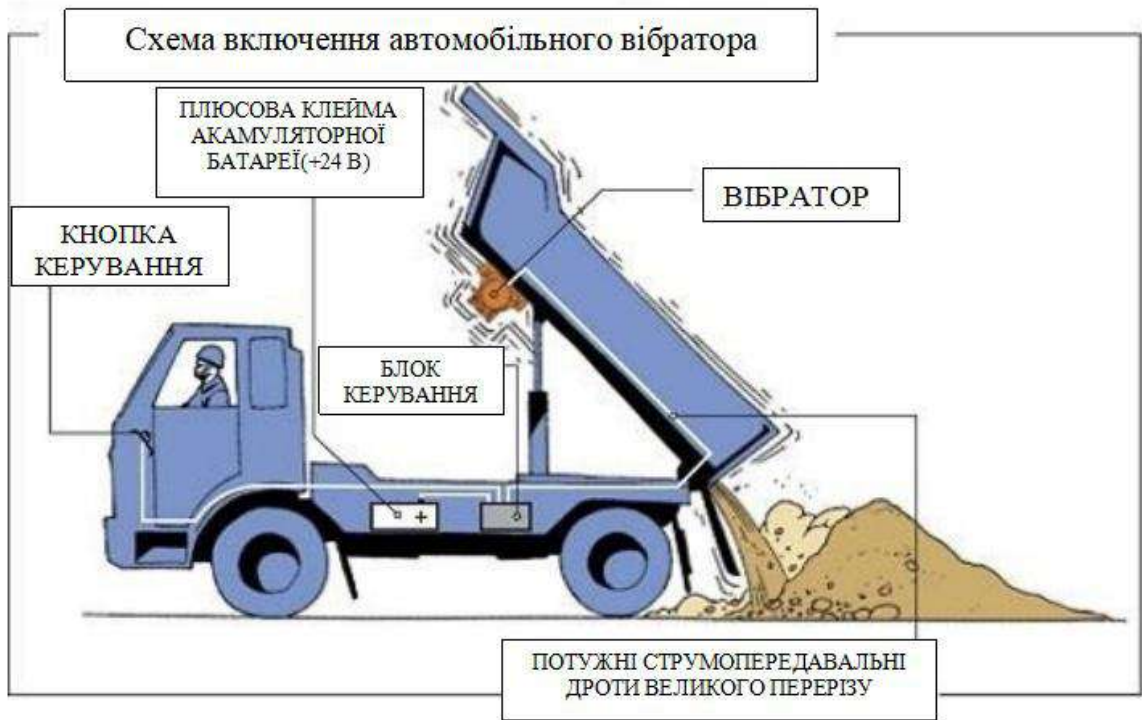 Схема включення автомобільного вібратора
ПЛЮСОВА КЛЕЙМА
АКАМУЛЯТОРНОЇ
БАТАРЕЇ(+24 В)
ВІБРАТОР
КНОПКА
КЕРУВАННЯ
БЛОК
КЕРУВАННЯ
+
ПОТУЖНІ СТРУМОПЕРЕДАВАЛЬНІ
ДРОТИ ВЕЛИКОГО ПЕРЕРІЗУ